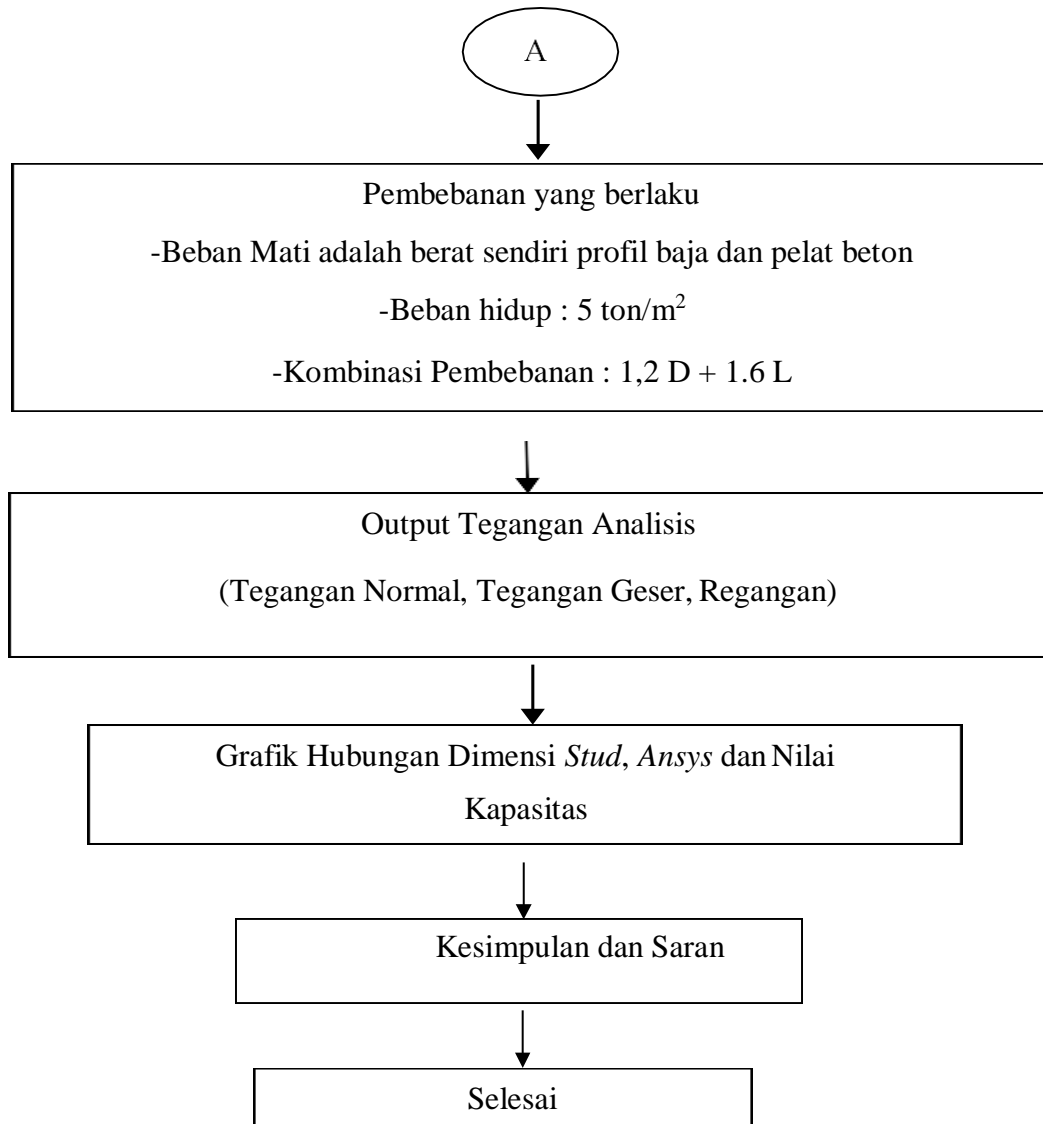 A
Pembebanan yang berlaku
-Beban Mati adalah berat sendiri profil baja dan pelat beton
-Beban hidup : 5 ton/m²
-Kombinasi Pembebanan : 1,2 D + 1.6 L
Output Tegangan Analisis
(Tegangan Normal, Tegangan Geser, Regangan)
Grafik Hubungan Dimensi Stud, Ansys dan Nilai
Kapasitas
Kesimpulan dan Saran
Selesai